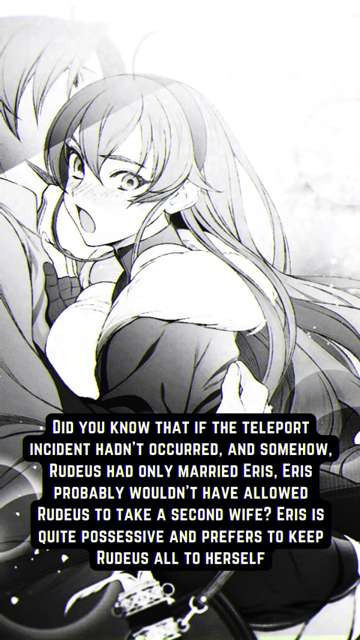 Did you know that if the teleport
incident hadn't occurred, and somehow,
Rudeus had only married Eris, Eris
probably wouldn't have allowed
Rudeus to take a second wife? Eris is
quite possessive and prefers to keep
Rudeus all to herself